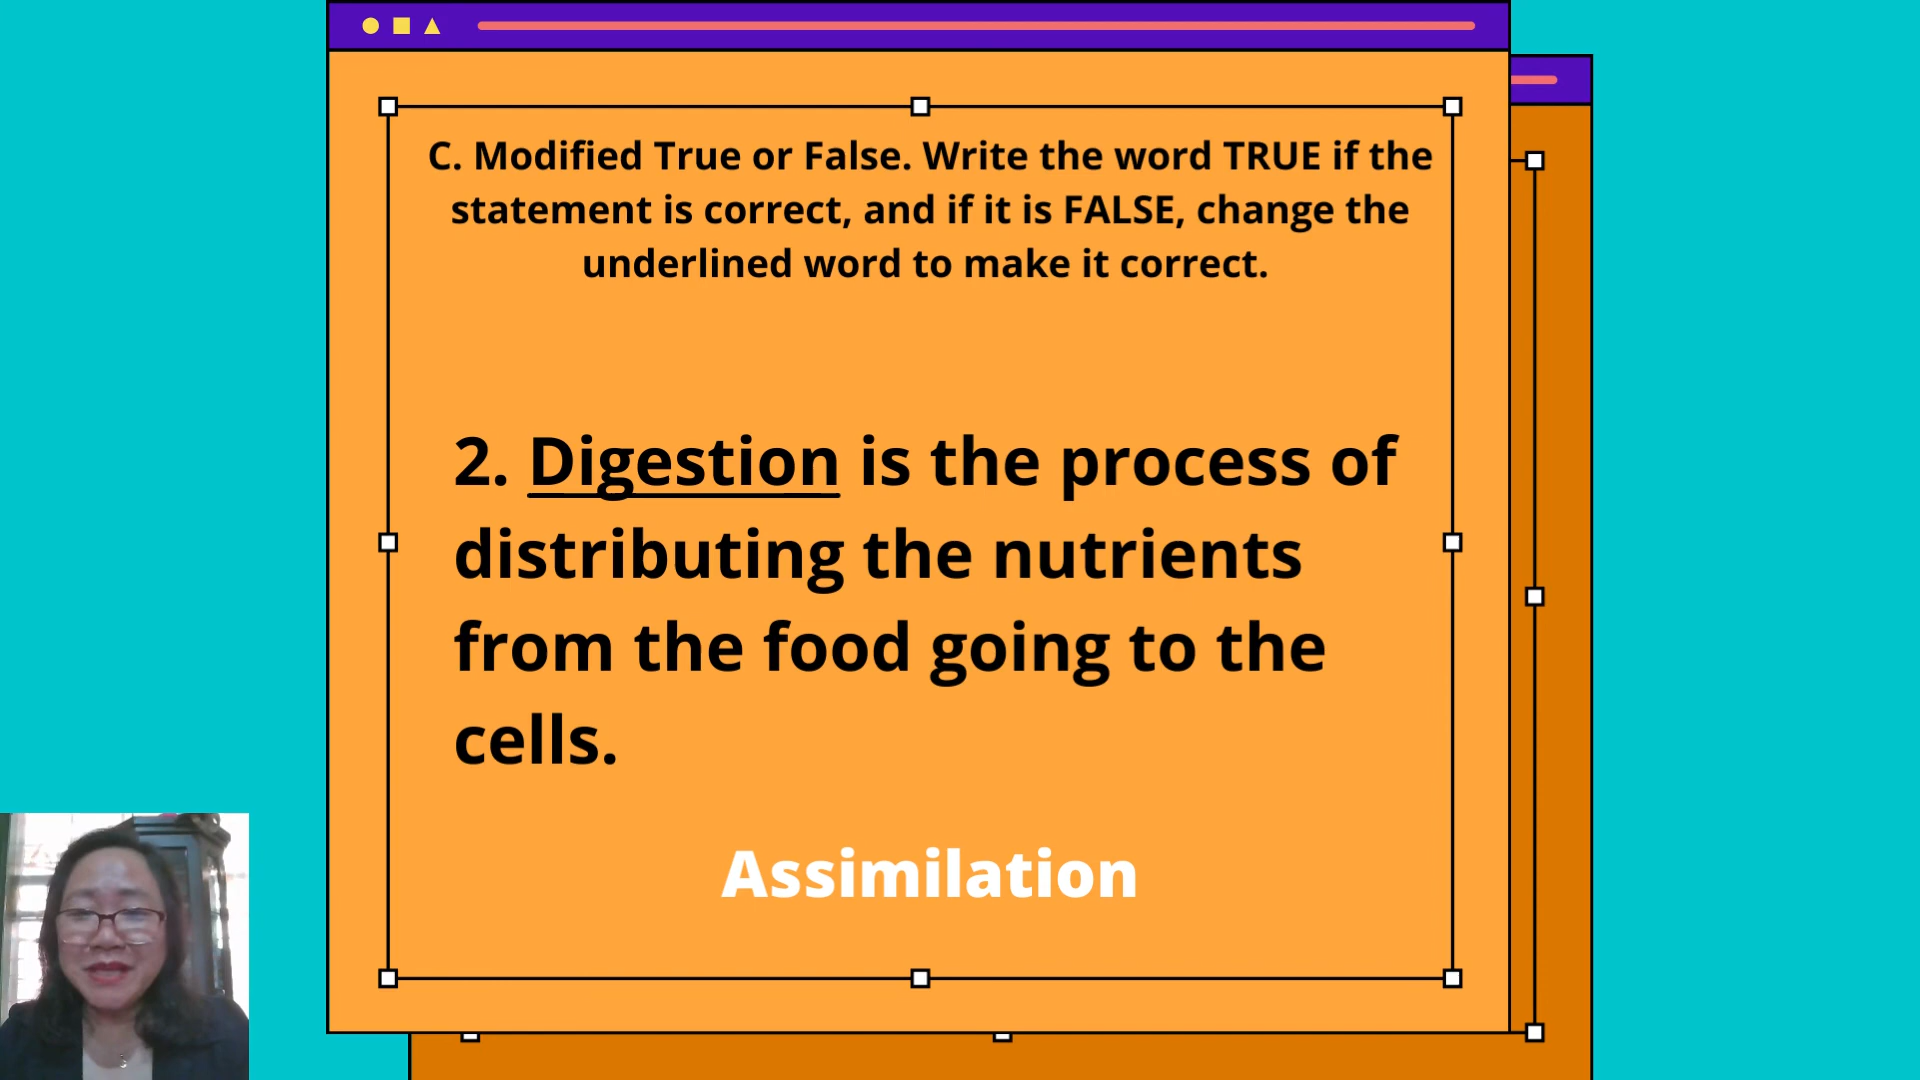 C. Modified True or False. Write the word TRUE if the
statement is correct, and if it is FALSE, change the
underlined word to make it correct.
2. Digestion is the process of
distributing the nutrients
from the food going to the
cells.
Assimilation